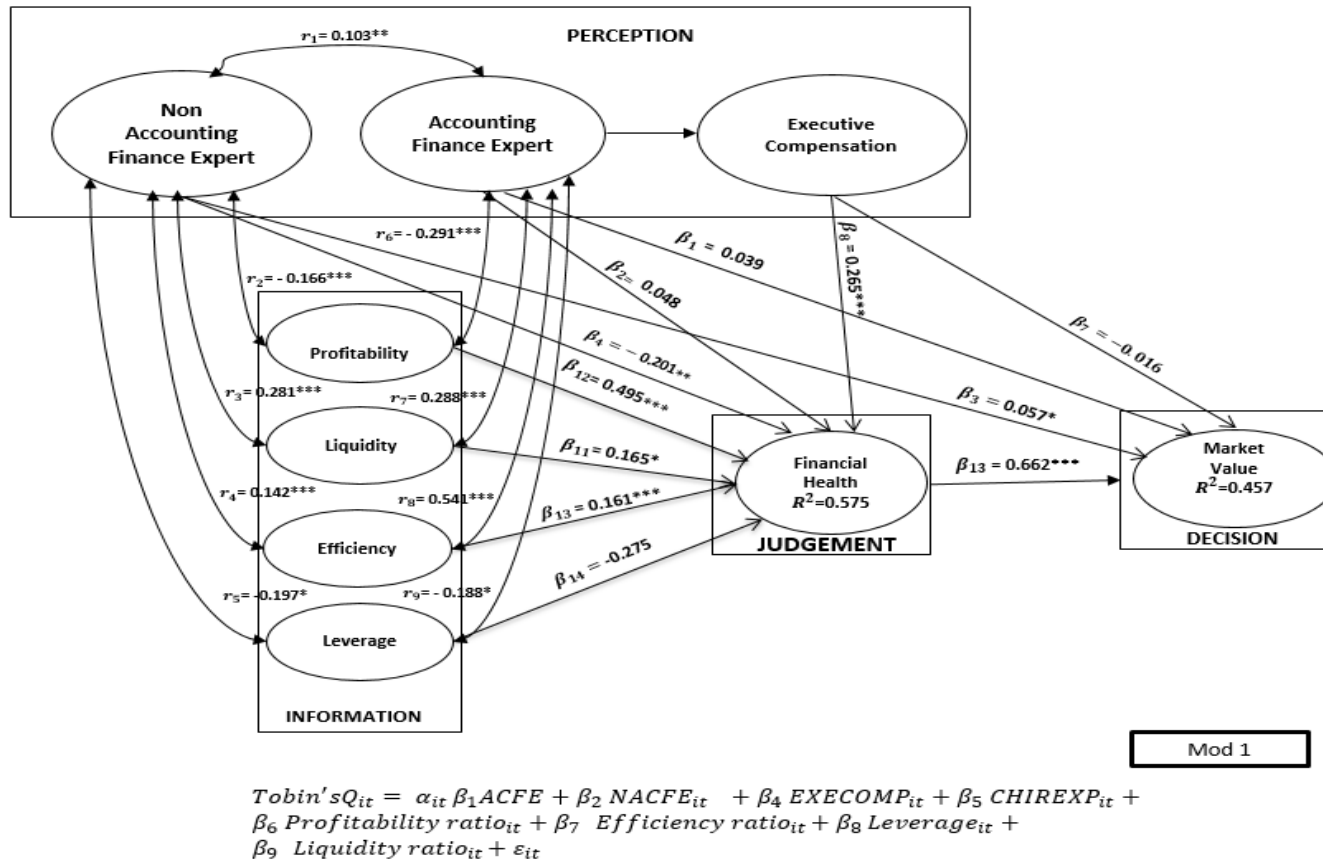 r₁= 0.103**
PERCEPTION
Non
Accounting
Finance Expert
Accounting
Finance Expert
Executive
Compensation
r₆= - 0.291***
r₂= - 0.166***
β₁ = 0.039
β₂= 0.048
β₈ = 0.265***
β₇ = −0.016
β₄ = − 0.201**
β₃ = 0.057*
Profitability
β₁₂= 0.495***
r₃= 0.281***
r₇= 0.288***
Liquidity
β₁₁= 0.165*
Financial
Health
R²=0.575
β₁₃ = 0.662***
Market
Value
R²=0.457
r₄= 0.142***
r₈= 0.541***
β₁₃= 0.161***
Efficiency
JUDGEMENT
DECISION
β₁₄ = -0.275
r₅= -0.197*
r₉= - 0.188*
Leverage
INFORMATION
Mod 1
Tobin'sQᵢₜ = αᵢₜ β₁ACFE + β₂ NACFEᵢₜ + β₄ EXECOMPᵢₜ + β₅ CHIREXPᵢₜ +
β₆ Profitability ratioᵢₜ + β₇ Efficiency ratioᵢₜ + β₈ Leverageᵢₜ +
β₉ Liquidity ratioᵢₜ + εᵢₜ